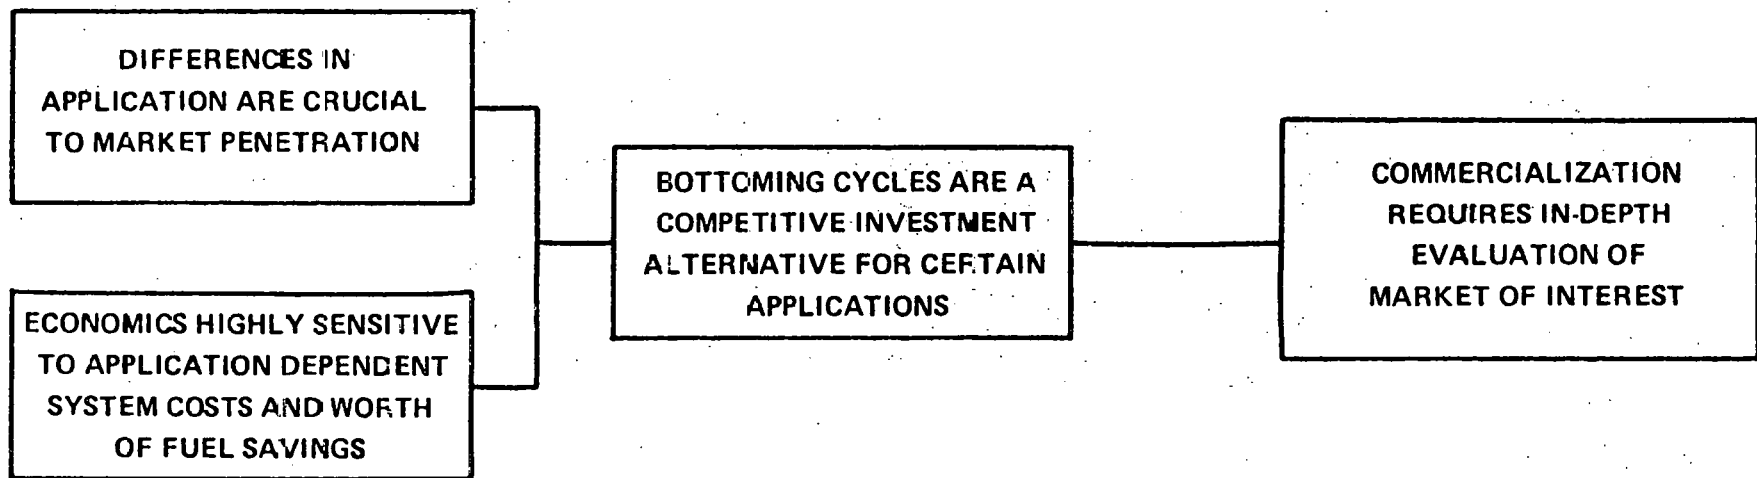 DIFFERENCES IN
APPLICATION ARE CRUCIAL
TO MARKET PENETRATION
ECONOMICS HIGHLY SENSITIVE
TO APPLICATION DEPENDENT
SYSTEM COSTS AND WORTH
OF FUEL SAVINGS
BOTTOMING CYCLES ARE A
COMPETITIVE INVESTMENT
ALTERNATIVE FOR CERTAIN
APPLICATIONS
COMMERCIALIZATION
REQUIRES IN-DEPTH
EVALUATION OF
MARKET OF INTEREST